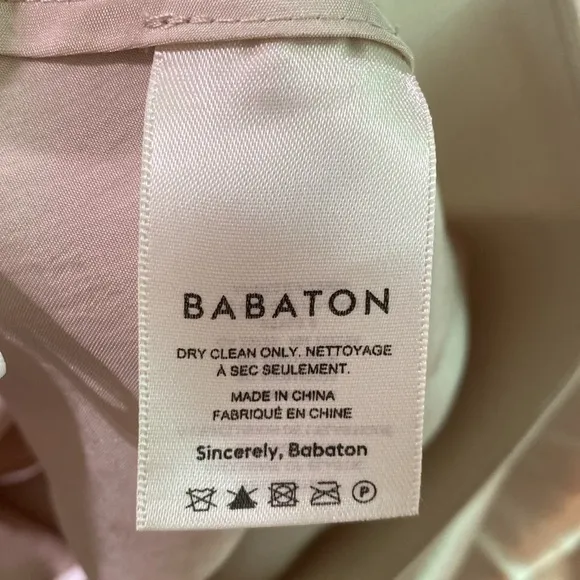 BABATON
DRY CLEAN ONLY. NETTOYAGE
À SEC SEULEMENT.
MADE IN CHINA
FABRIQUÉ EN CHINE
Sincerely, Babaton
P